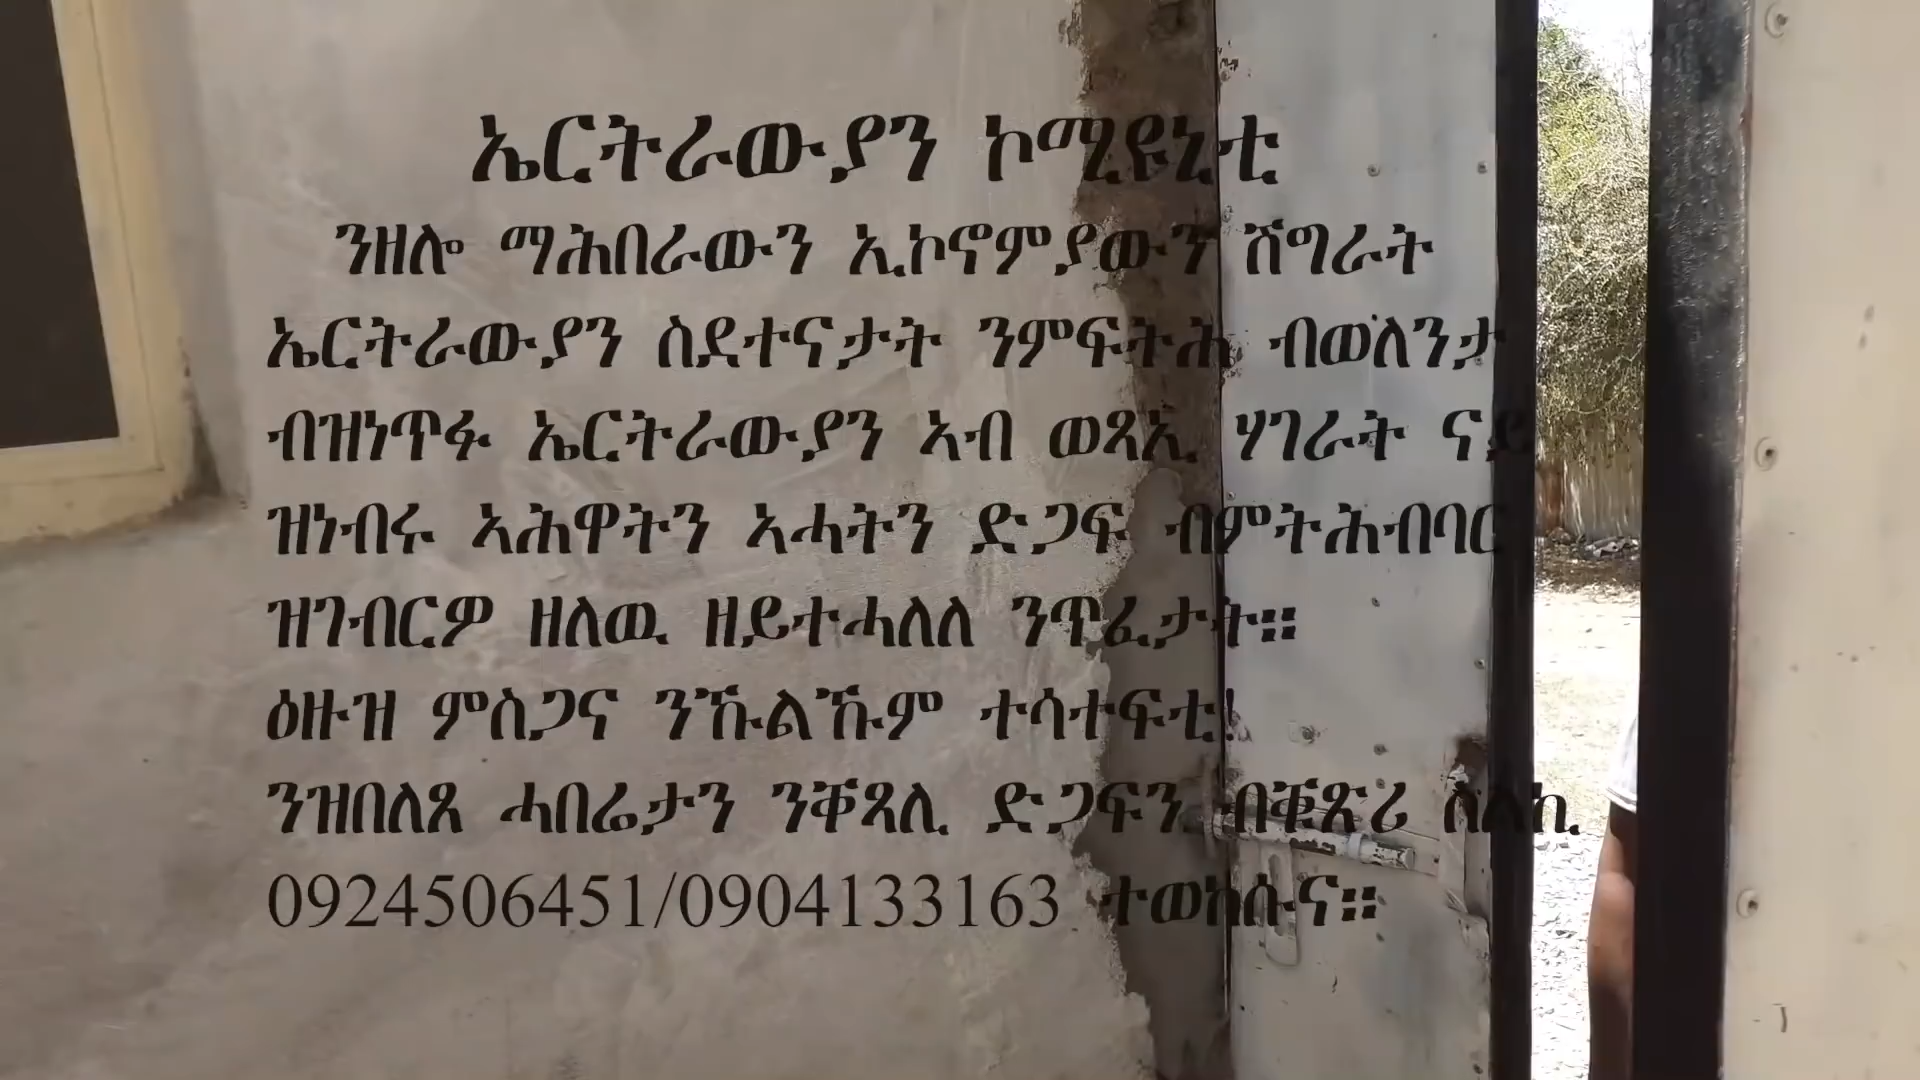 ኤርትራውያን ኮሚዩኒቲ
ንዘሎ ማሕበራውን ኢኮኖምያውን ሽግራት
ኤርትራውያን ስደተናታት ንምፍትሕ ብወለንታ
ብዝነጥፉ ኤርትራውያን ኣብ ወጻኢ ሃገራት ናይ
ዝነብሩ ኣሕዋትን ኣሓትን ድጋፍ ብምትሕብባር
ዝገብርዎ ዘለዉ ዘይተሓለለ ንጥፈታት።
ዕዙዝ ምስጋና ንኹልኹም ተሳተፍቲ!
ንዝበለጸ ሓበሬታን ንቐጻሊ ድጋፍን ብቑጽሪ ስልኪ
0924506451/0904133163 ተወከሱና።